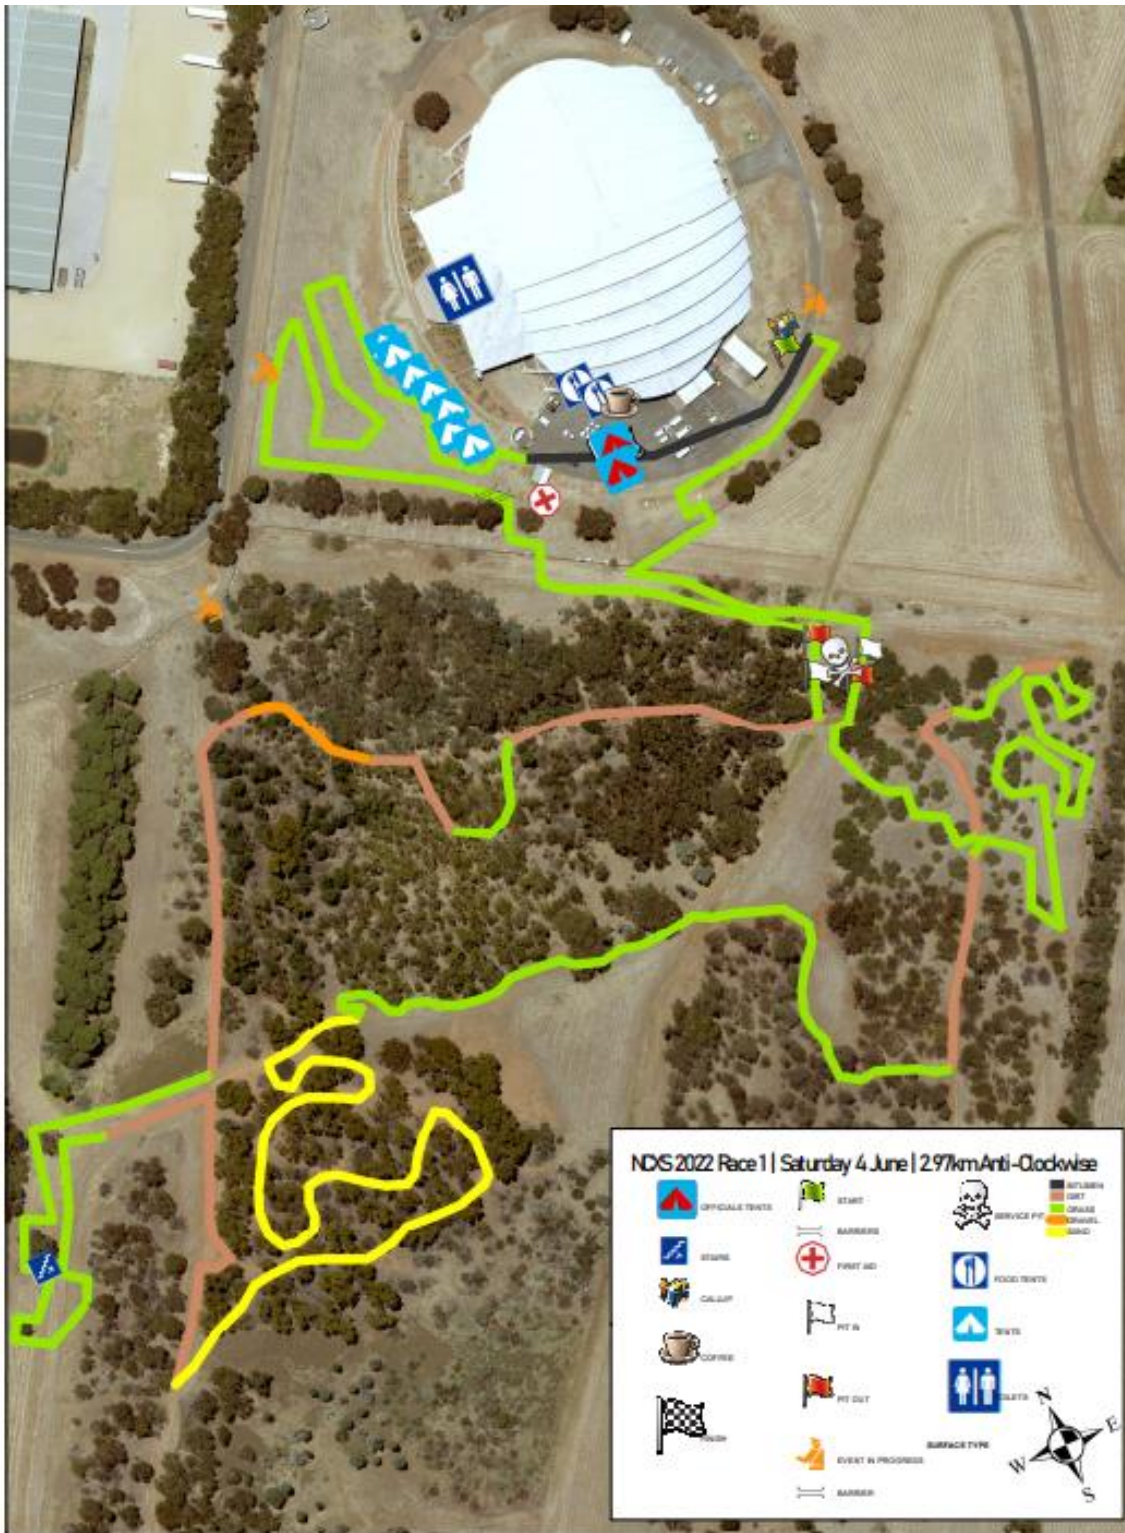 NCXS 2022 Race 1 | Saturday 4 June | 2.97km Anti-Clockwise
OFFICIALS TENTS
STAIRS
CALLUP
COFFEE
FINISH
START
BARRIERS
FIRST AID
PIT IN
PIT OUT
EVENT IN PROGRESS
BARRIER
SERVICE PIT
FOOD TENTS
TENTS
TOILETS
SURFACE TYPE
BITUMEN
DIRT
GRASS
GRAVEL
SAND
N
E
S
W